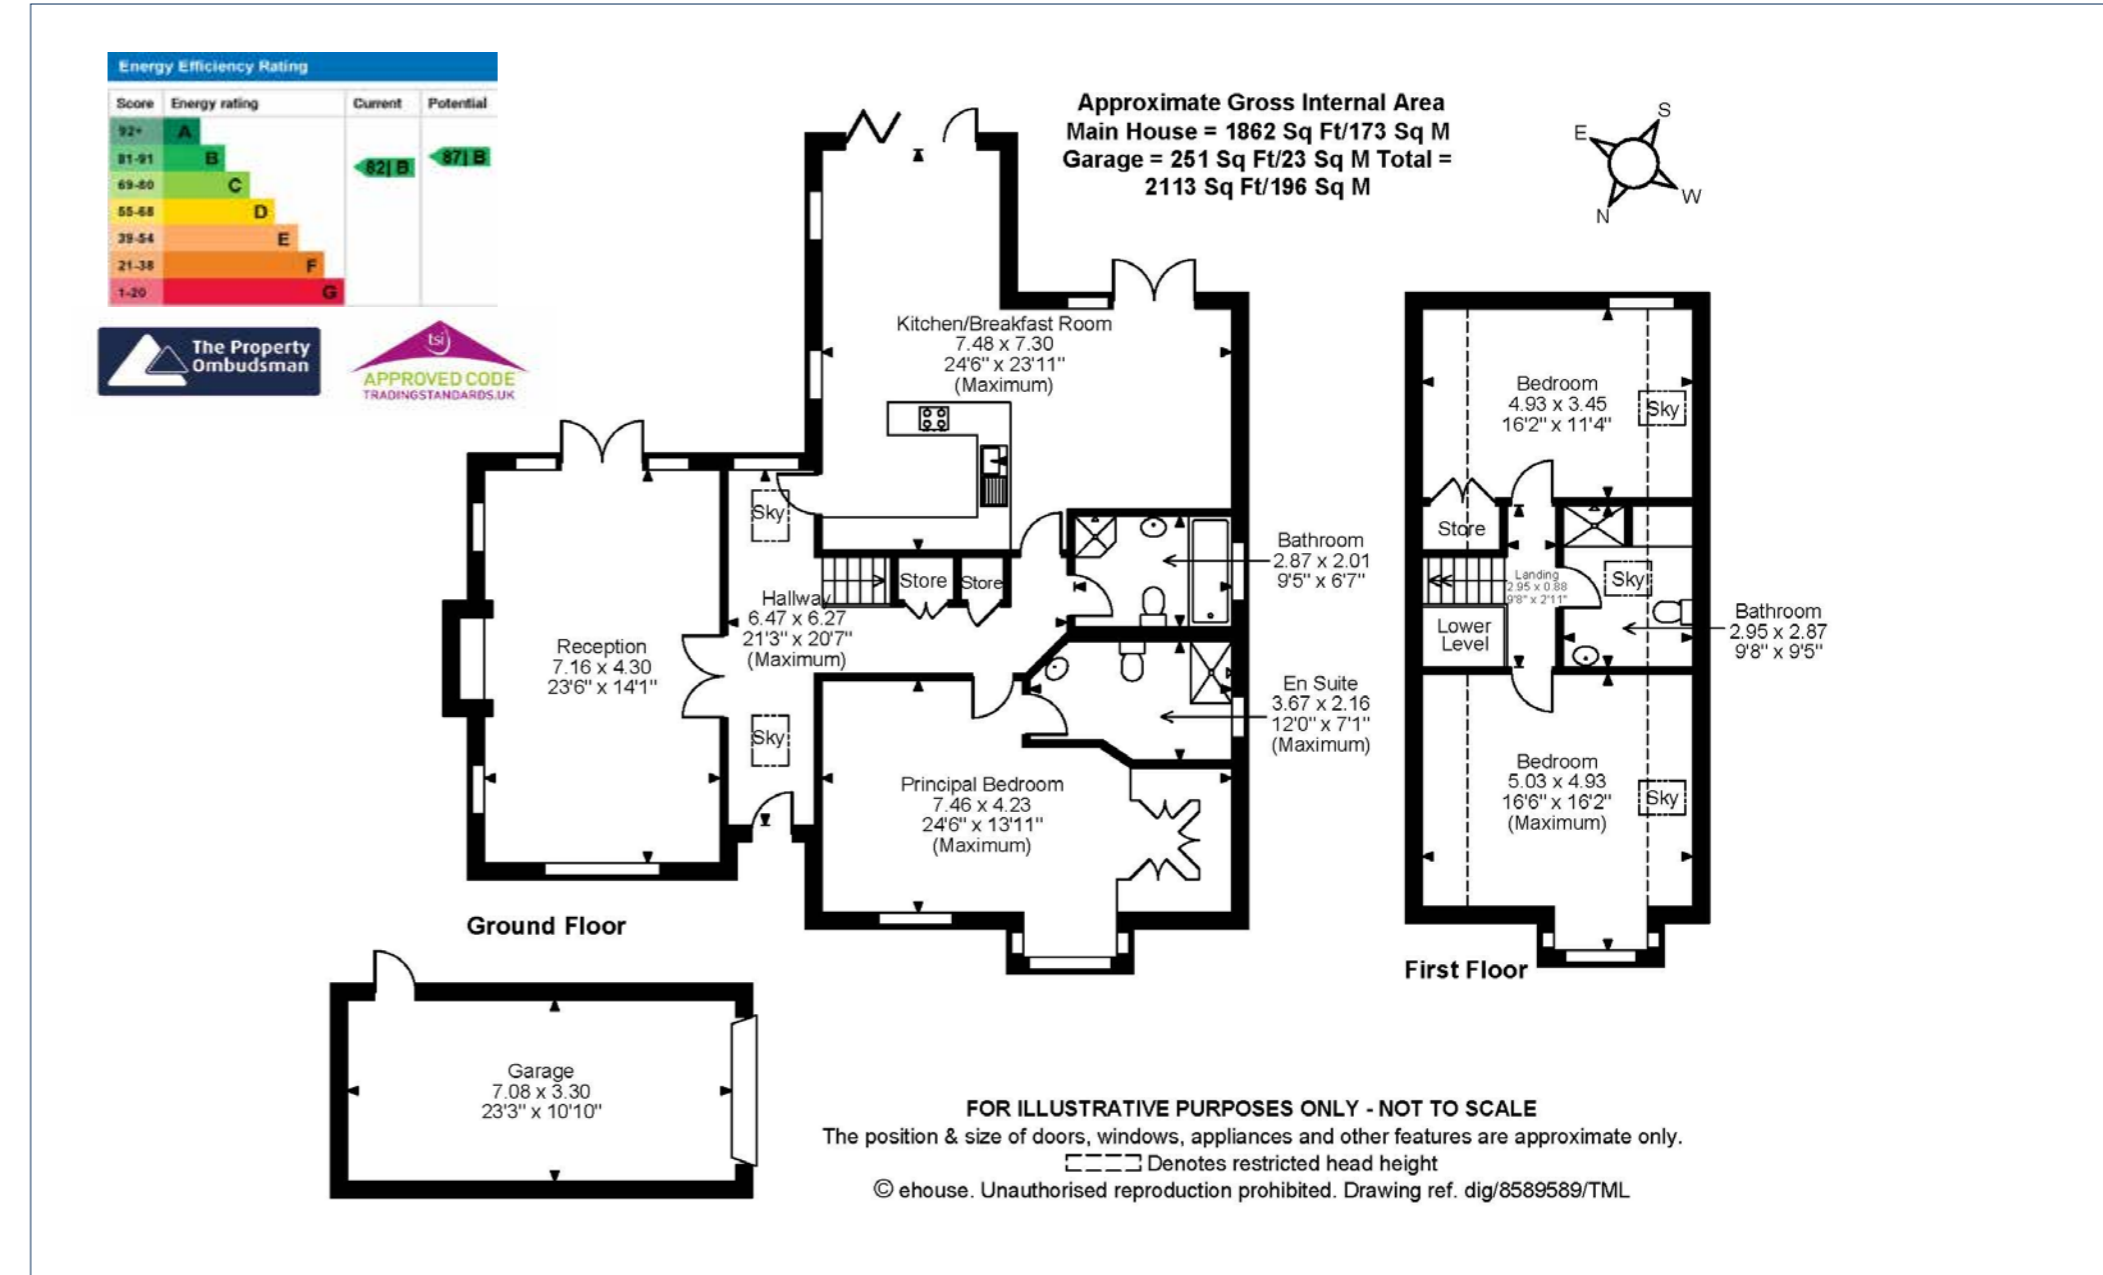 Energy Efficiency Rating
Score Energy rating Current Potential
92+ A
81-91 B 82| B 87| B
69-80 C
55-68 D
39-54 E
21-38 F
1-20 G
The Property
Ombudsman
tsi
APPROVED CODE
TRADINGSTANDARDS.UK
Approximate Gross Internal Area
Main House = 1862 Sq Ft/173 Sq M
Garage = 251 Sq Ft/23 Sq M Total =
2113 Sq Ft/196 Sq M
S
E
W
N
Kitchen/Breakfast Room
7.48 x 7.30
24'6" x 23'11"
(Maximum)
Sky
Store
Store
Hallway
6.47 x 6.27
21'3" x 20'7"
(Maximum)
Bathroom
2.87 x 2.01
9'5" x 6'7"
Reception
7.16 x 4.30
23'6" x 14'1"
Sky
En Suite
3.67 x 2.16
12'0" x 7'1"
(Maximum)
Principal Bedroom
7.46 x 4.23
24'6" x 13'11"
(Maximum)
Ground Floor
Bedroom
4.93 x 3.45
16'2" x 11'4"
Sky
Store
Landing
2.95 x 0.88
9'8" x 2'11"
Sky
Lower
Level
Bathroom
2.95 x 2.87
9'8" x 9'5"
Bedroom
5.03 x 4.93
16'6" x 16'2"
(Maximum)
Sky
First Floor
Garage
7.08 x 3.30
23'3" x 10'10"
FOR ILLUSTRATIVE PURPOSES ONLY - NOT TO SCALE
The position & size of doors, windows, appliances and other features are approximate only.
Denotes restricted head height
© ehouse. Unauthorised reproduction prohibited. Drawing ref. dig/8589589/TML